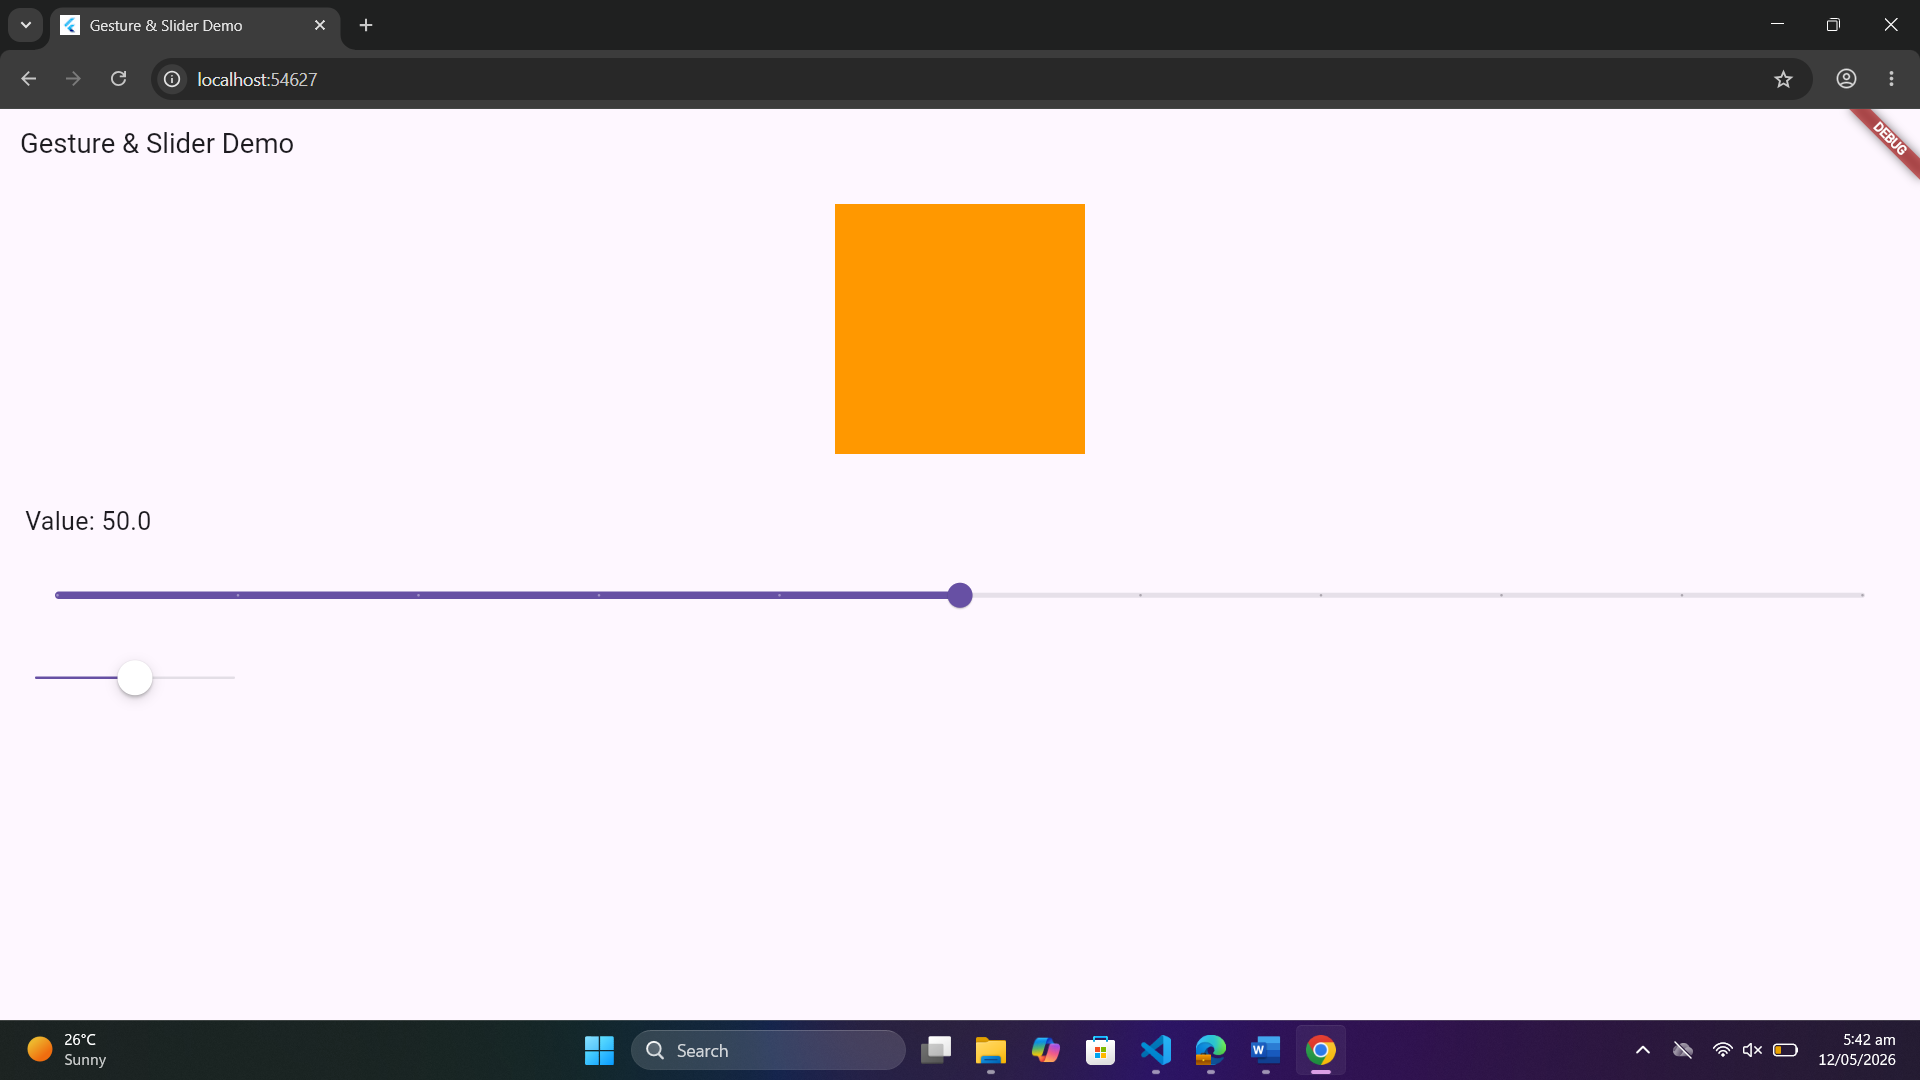 Gesture & Slider Demo
localhost:54627
Gesture & Slider Demo
DEBUG
Value: 50.0
26°C
Sunny
Search
W
5:42 am
12/05/2026